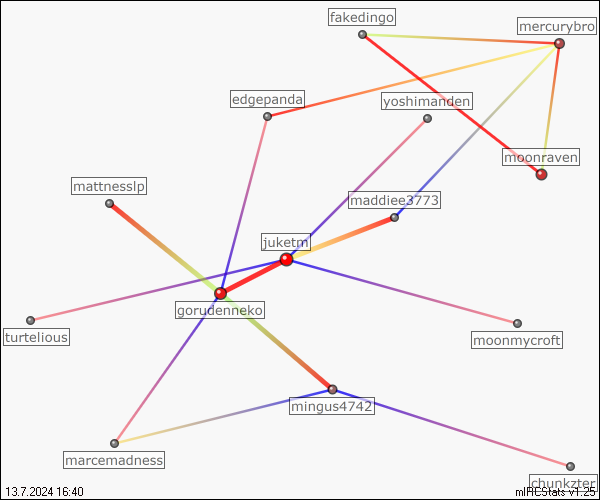 fakedingo
mercurybro
edgepanda
yoshimanden
moonraven
mattnesslp
maddiee3773
juketm
gorudenneko
turtelious
moonmycroft
mingus4742
marcemadness
chunkzter
13.7.2024 16:40
mIRCStats v1.25